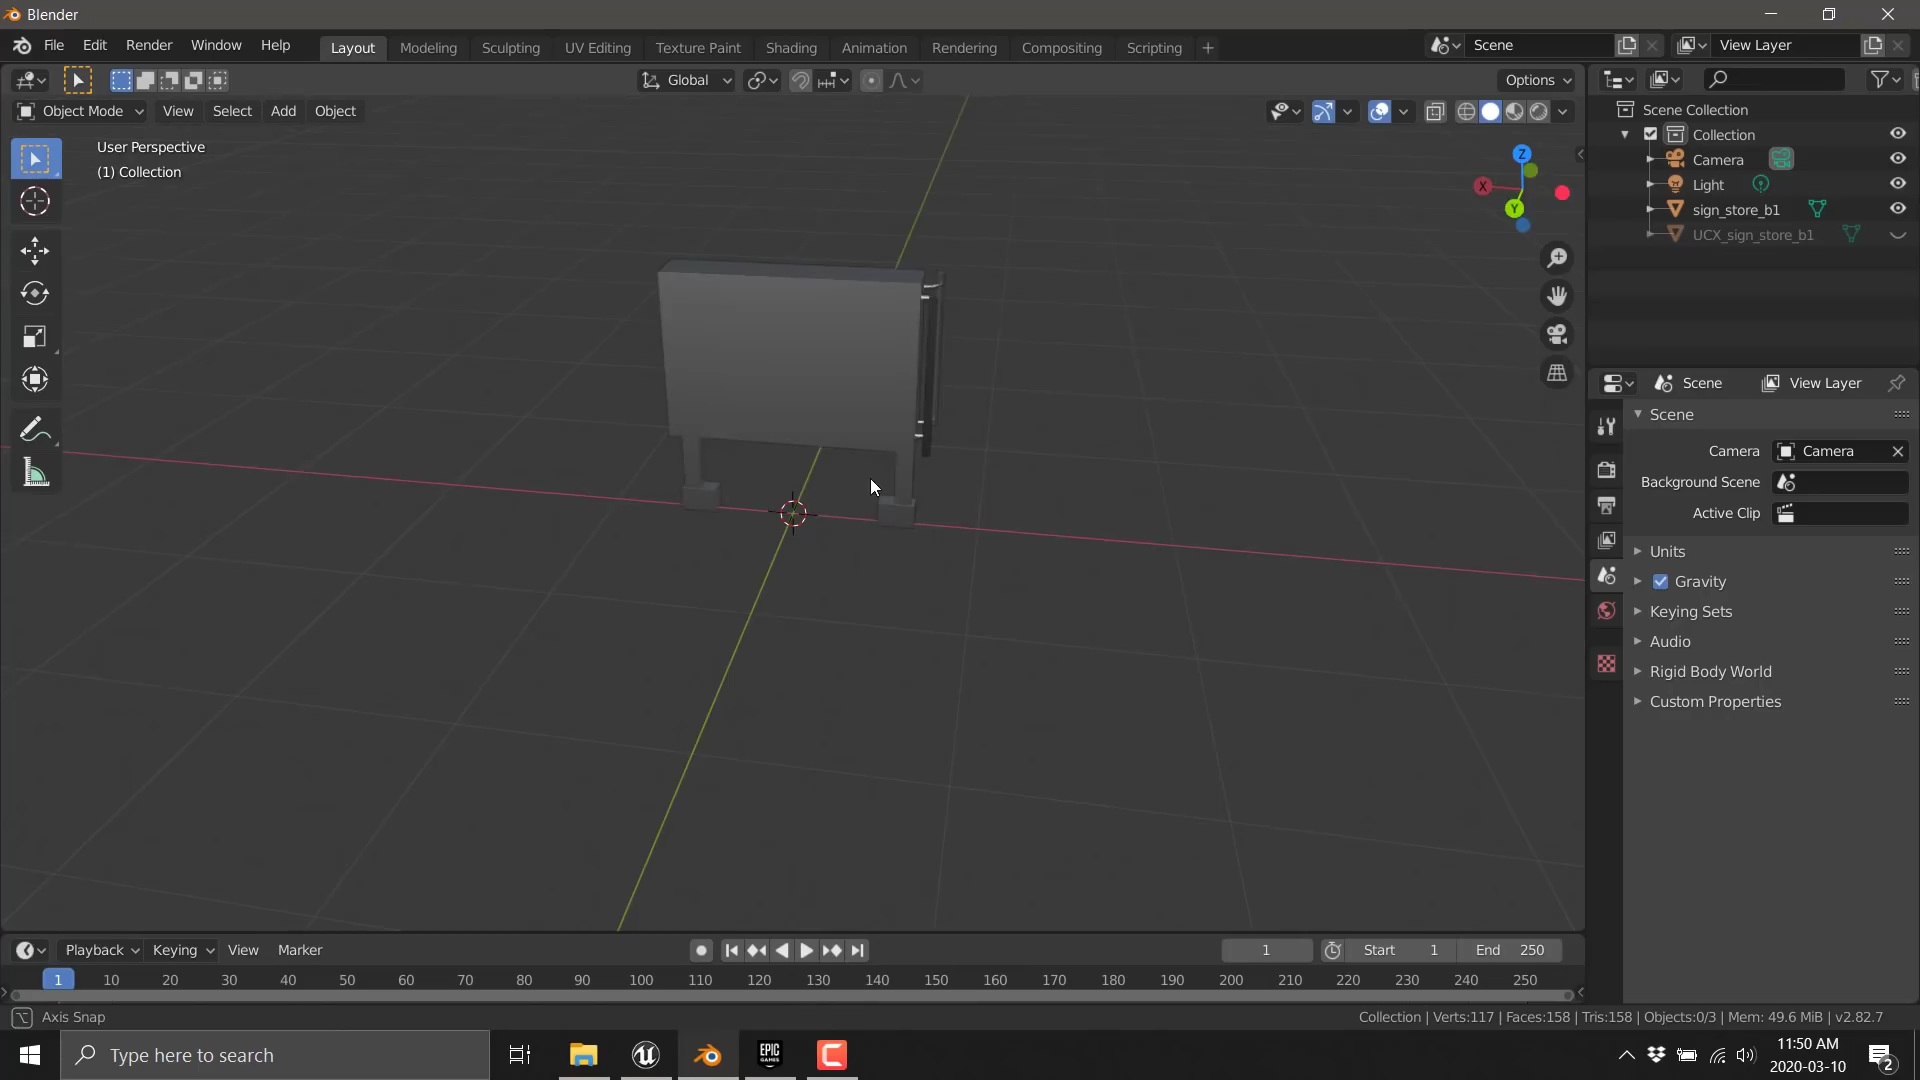 Blender
File Edit Render Window Help Layout Modeling Sculpting UV Editing Texture Paint Shading Animation Rendering Compositing Scripting + Scene View Layer
Global Options
Object Mode View Select Add Object
User Perspective
(1) Collection
Z
X
Y
Scene Collection
Collection
Camera
Light
sign_store_b1
UCX_sign_store_b1
Scene View Layer
Scene
Camera Camera
Background Scene
Active Clip
Units
Gravity
Keying Sets
Audio
Rigid Body World
Custom Properties
Playback Keying View Marker 1 Start 1 End 250
1 10 20 30 40 50 60 70 80 90 100 110 120 130 140 150 160 170 180 190 200 210 220 230 240 250
Axis Snap Collection | Verts:117 | Faces:158 | Tris:158 | Objects:0/3 | Mem: 49.6 MiB | v2.82.7
Type here to search EPIC GAMES 11:50 AM
2020-03-10 2